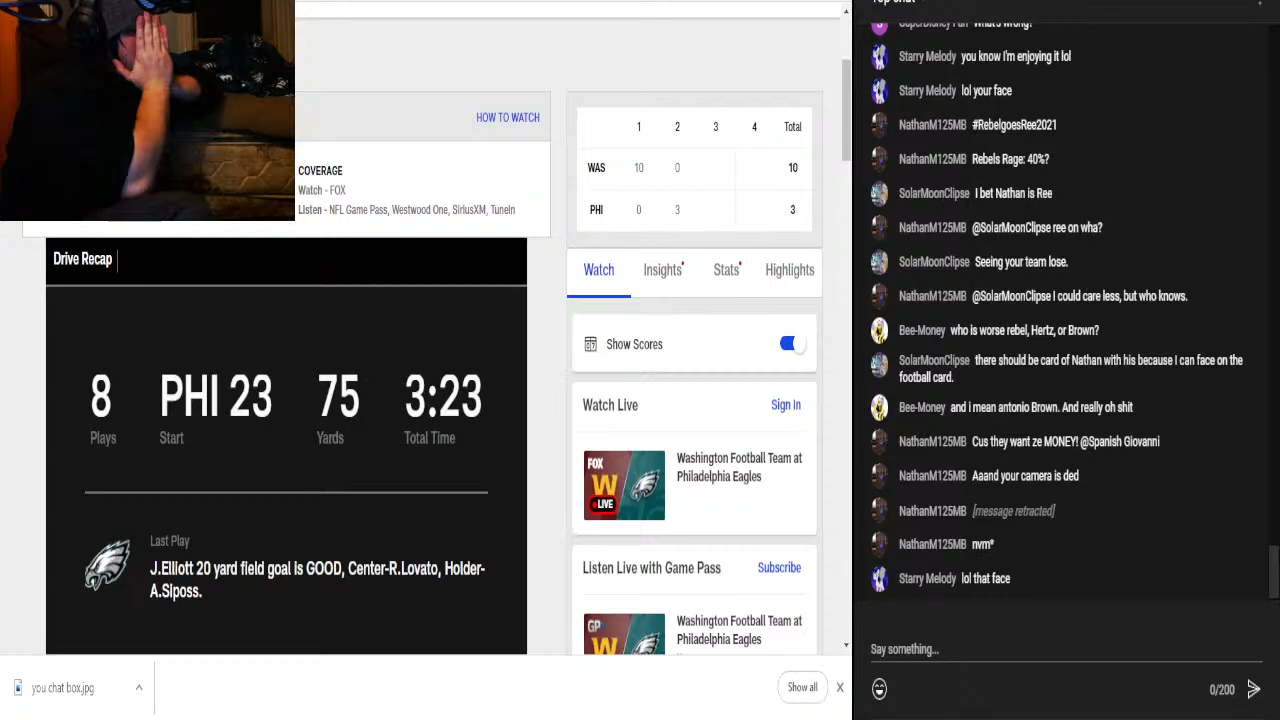 HOW TO WATCH
COVERAGE
Watch - FOX
Listen - NFL Game Pass, Westwood One, SiriusXM, TuneIn
Drive Recap
8 PHI 23 75 3:23
Plays Start Yards Total Time
Last Play
J.Elliott 20 yard field goal is GOOD, Center-R.Lovato, Holder-
A.Siposs.
1 2 3 4 Total
WAS 10 0 10
PHI 0 3 3
Watch Insights Stats Highlights
Show Scores
Watch Live Sign In
FOX
W
LIVE
Washington Football Team at
Philadelphia Eagles
Listen Live with Game Pass Subscribe
GP
W
Washington Football Team at
Philadelphia Eagles
you chat box.jpg
Show all X
Starry Melody you know I'm enjoying it lol
Starry Melody lol your face
NathanM125MB #RebelgoesRee2021
NathanM125MB Rebels Rage: 40%?
SolarMoonClipse I bet Nathan is Ree
NathanM125MB @SolarMoonClipse ree on wha?
SolarMoonClipse Seeing your team lose.
NathanM125MB @SolarMoonClipse I could care less, but who knows.
Bee-Money who is worse rebel, Hertz, or Brown?
SolarMoonClipse there should be card of Nathan with his because I can face on the
football card.
Bee-Money and i mean antonio Brown. And really oh shit
NathanM125MB Cus they want ze MONEY! @Spanish Giovanni
NathanM125MB Aaand your camera is ded
NathanM125MB [message retracted]
NathanM125MB nvm*
Starry Melody lol that face
Say something...
0/200